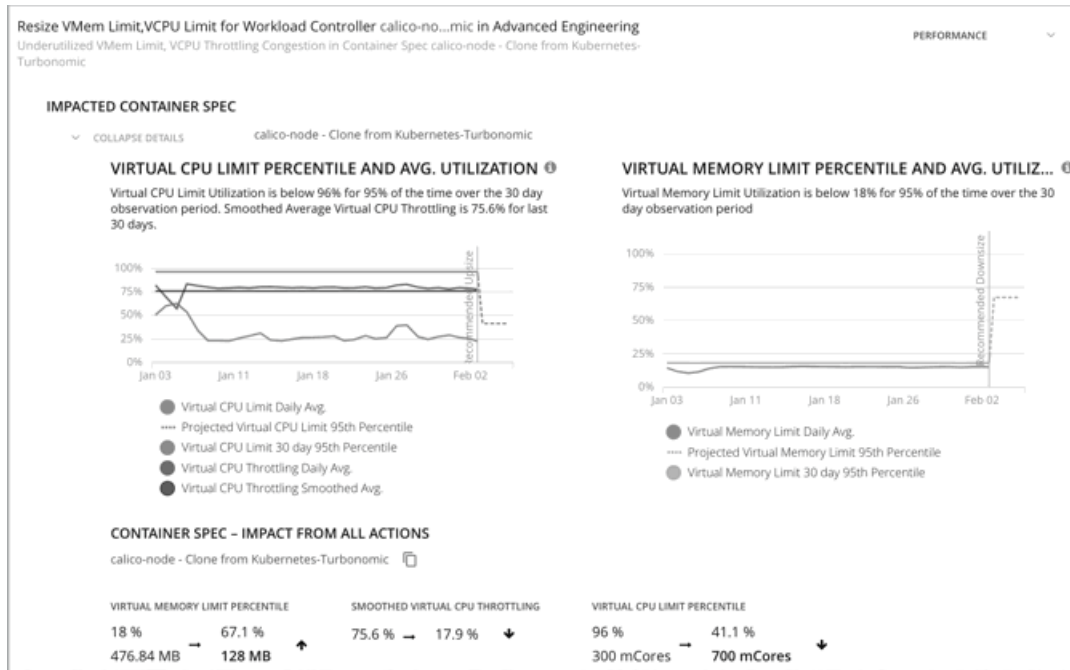 Resize VMem Limit,VCPU Limit for Workload Controller calico-no...mic in Advanced Engineering
Underutilized VMem Limit, VCPU Throttling Congestion in Container Spec calico-node - Clone from Kubernetes-
Turbonomic
PERFORMANCE
IMPACTED CONTAINER SPEC
COLLAPSE DETAILS
calico-node - Clone from Kubernetes-Turbonomic
VIRTUAL CPU LIMIT PERCENTILE AND AVG. UTILIZATION
Virtual CPU Limit Utilization is below 96% for 95% of the time over the 30 day
observation period. Smoothed Average Virtual CPU Throttling is 75.6% for last
30 days.
100%
75%
50%
25%
0%
Recommended Upsize
Jan 03 Jan 11 Jan 18 Jan 26 Feb 02
Virtual CPU Limit Daily Avg.
Projected Virtual CPU Limit 95th Percentile
Virtual CPU Limit 30 day 95th Percentile
Virtual CPU Throttling Daily Avg.
Virtual CPU Throttling Smoothed Avg.
VIRTUAL MEMORY LIMIT PERCENTILE AND AVG. UTILIZ...
Virtual Memory Limit Utilization is below 18% for 95% of the time over the 30
day observation period
100%
75%
50%
25%
0%
Recommended Downsize
Jan 03 Jan 11 Jan 18 Jan 26 Feb 02
Virtual Memory Limit Daily Avg.
Projected Virtual Memory Limit 95th Percentile
Virtual Memory Limit 30 day 95th Percentile
CONTAINER SPEC – IMPACT FROM ALL ACTIONS
calico-node - Clone from Kubernetes-Turbonomic
VIRTUAL MEMORY LIMIT PERCENTILE
18 % → 67.1 %
476.84 MB 128 MB
SMOOTHED VIRTUAL CPU THROTTLING
75.6 % → 17.9 %
VIRTUAL CPU LIMIT PERCENTILE
96 % → 41.1 %
300 mCores 700 mCores